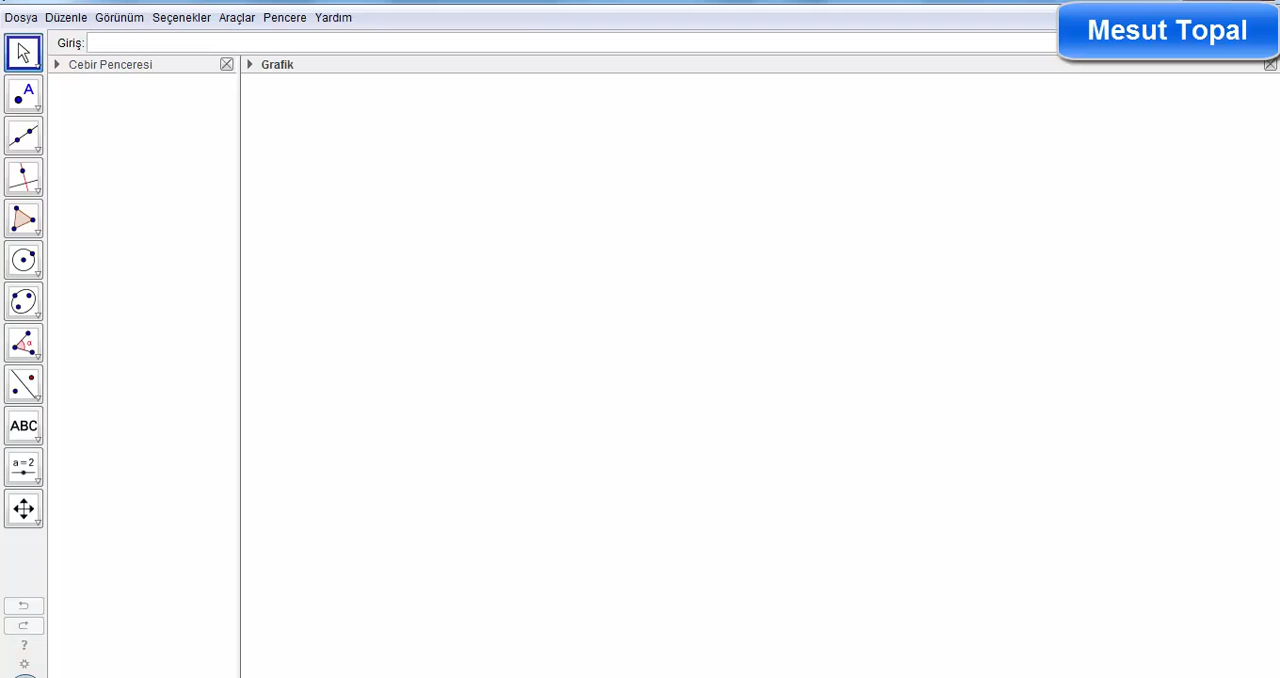 Dosya Düzenle Görünüm Seçenekler Araçlar Pencere Yardım
Mesut Topal
Giriş:
Cebir Penceresi
Grafik
A
α
ABC
a=2
?